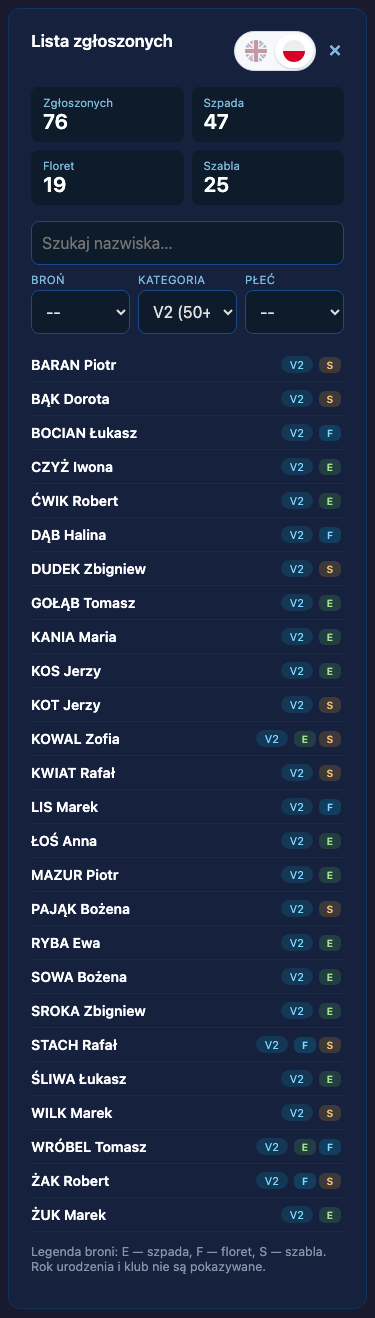 Lista zgłoszonych
×
Zgłoszonych
76
Szpada
47
Floret
19
Szabla
25
Szukaj nazwiska...
BROŃ
KATEGORIA
PŁEĆ
--
V2 (50+
--
BARAN Piotr V2 S
BĄK Dorota V2 S
BOCIAN Łukasz V2 F
CZYŻ Iwona V2 E
ĆWIK Robert V2 E
DĄB Halina V2 F
DUDEK Zbigniew V2 S
GOŁĄB Tomasz V2 E
KANIA Maria V2 E
KOS Jerzy V2 E
KOT Jerzy V2 S
KOWAL Zofia V2 E S
KWIAT Rafał V2 S
LIS Marek V2 F
ŁOŚ Anna V2 E
MAZUR Piotr V2 E
PAJĄK Bożena V2 S
RYBA Ewa V2 E
SOWA Bożena V2 E
SROKA Zbigniew V2 E
STACH Rafał V2 F S
ŚLIWA Łukasz V2 E
WILK Marek V2 S
WRÓBEL Tomasz V2 E F
ŻAK Robert V2 F S
ŻUK Marek V2 E
Legenda broni: E — szpada, F — floret, S — szabla.
Rok urodzenia i klub nie są pokazywane.